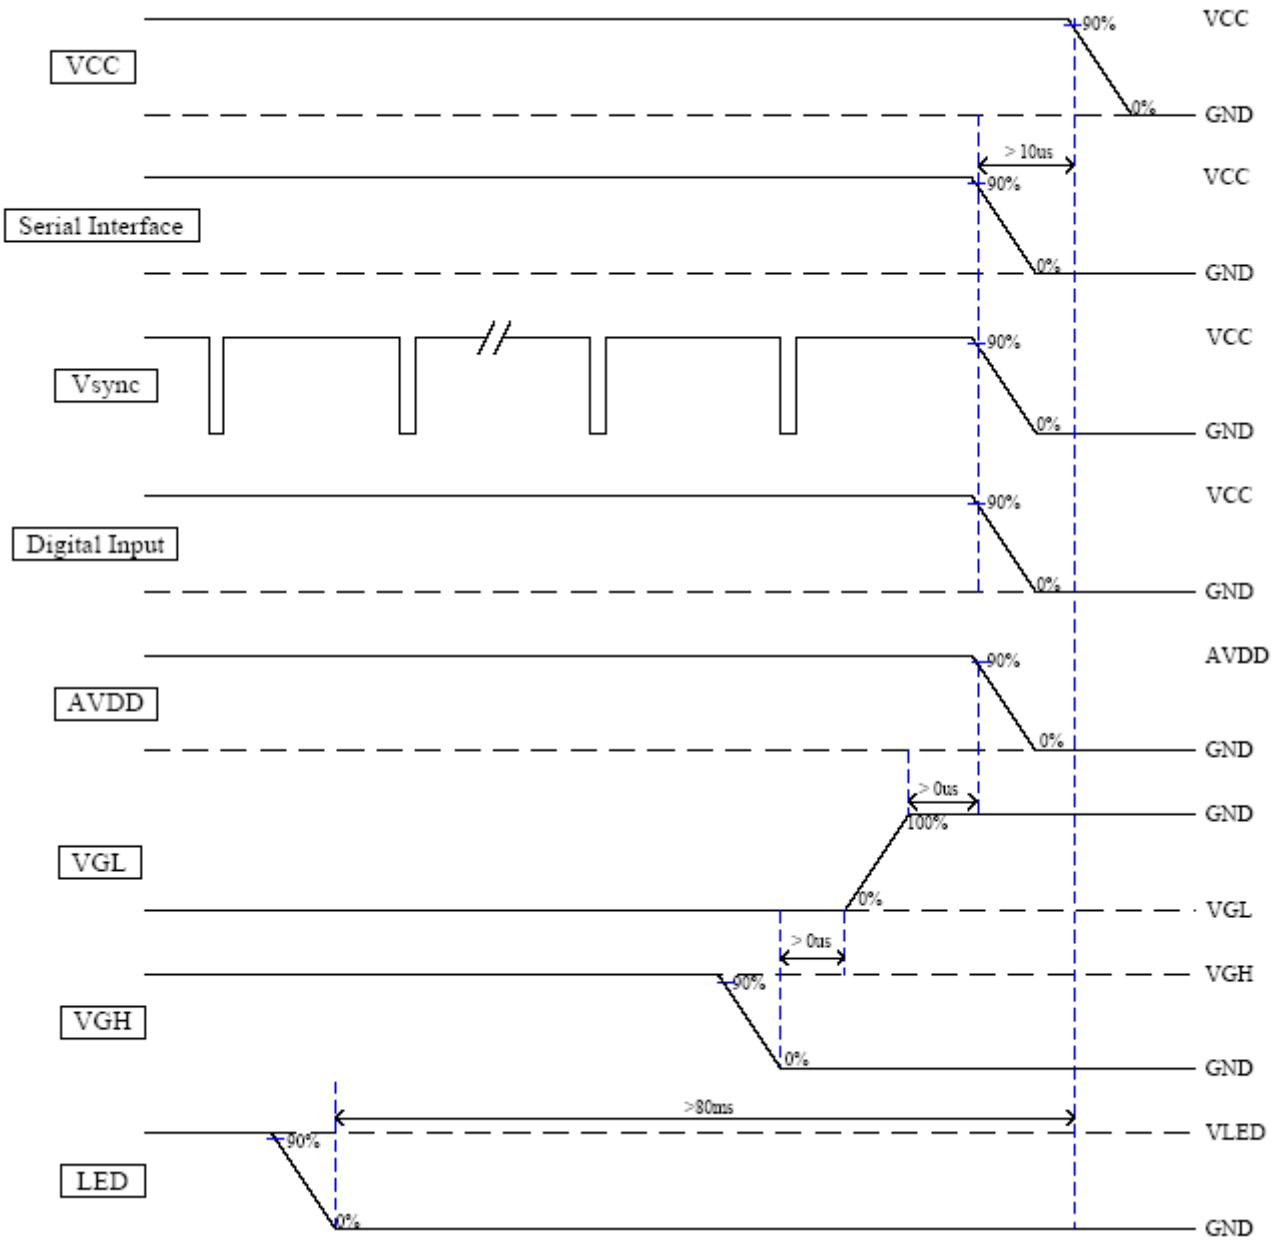 VCC
90%
VCC
0%
GND
> 10us
90%
VCC
Serial Interface
0%
GND
90%
VCC
Vsync
0%
GND
90%
VCC
Digital Input
0%
GND
90%
AVDD
AVDD
0%
GND
> 0us
100%
GND
VGL
0%
VGL
> 0us
90%
VGH
VGH
0%
GND
>80ms
90%
VLED
LED
0%
GND